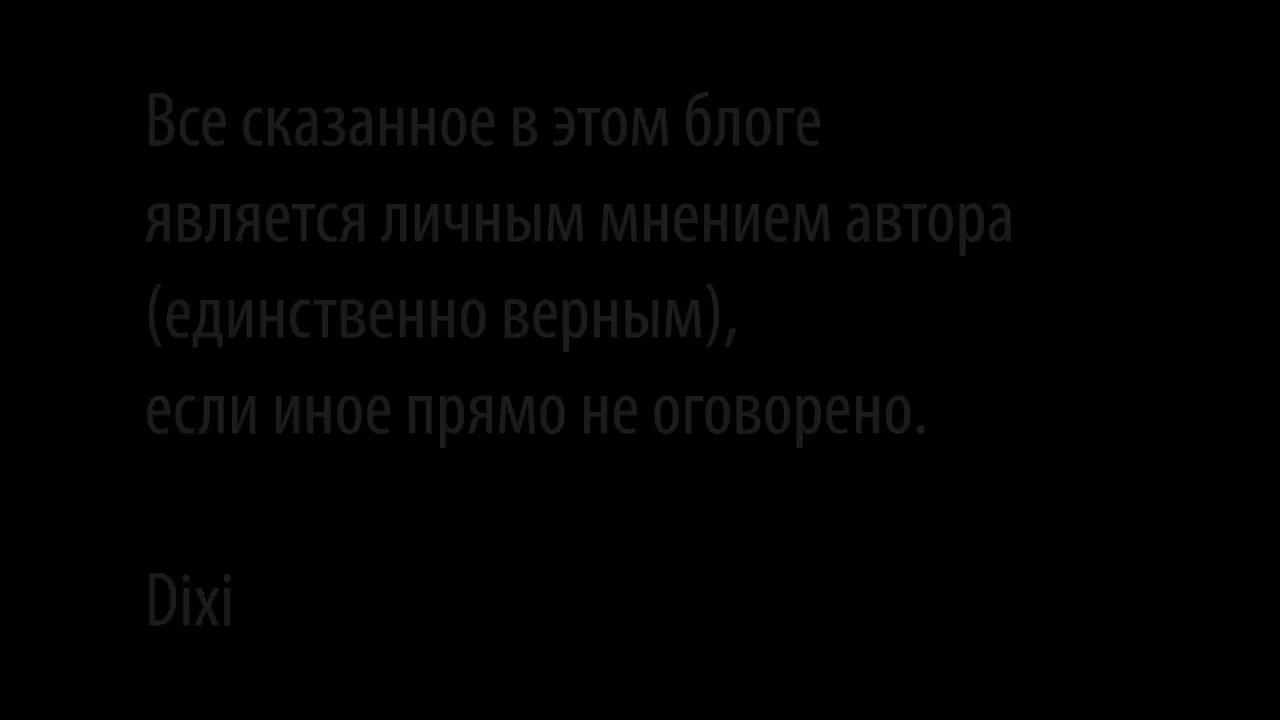 Все сказанное в этом блоге
является личным мнением автора
(единственно верным),
если иное прямо не оговорено.
Dixi